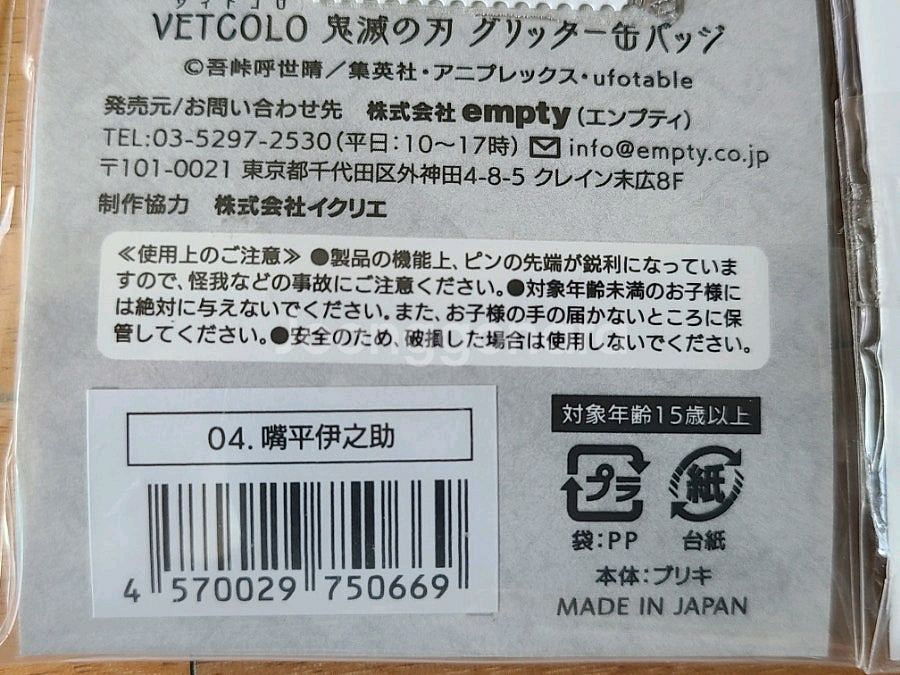 VETCOLO 鬼滅の刃 グリッター缶バッジ
©吾峠呼世晴/集英社・アニプレックス・ufotable
発売元/お問い合わせ先 株式会社empty(エンプティ)
TEL:03-5297-2530(平日:10~17時) info@empty.co.jp
〒101-0021 東京都千代田区外神田4-8-5 クレイン末広8F
制作協力 株式会社イクリエ
≪使用上のご注意≫ ●製品の機能上、ピンの先端が鋭利になっていま
すので、怪我などの事故にご注意ください。●対象年齢未満のお子様に
は絶対に与えないでください。また、お子様の手の届かないところに保
管してください。●安全のため、破損した場合は使用しないでください。
04. 嘴平伊之助
4 570029 750669
対象年齢15歳以上
プラ 紙
袋:PP 台紙
本体:ブリキ
MADE IN JAPAN